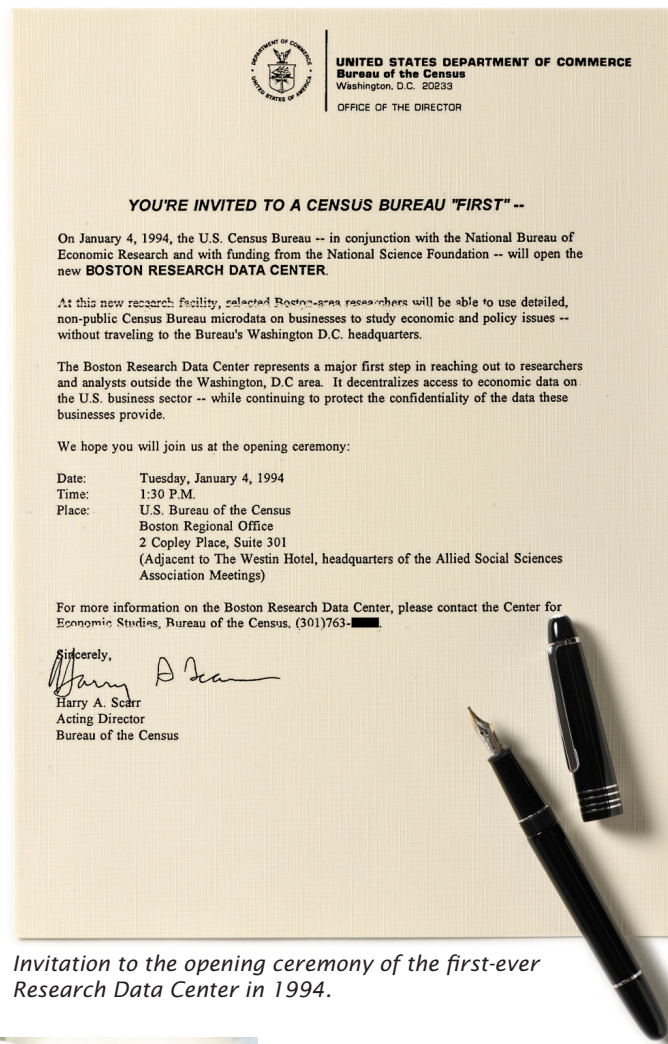 DEPARTMENT OF COMMERCE
UNITED STATES OF AMERICA
UNITED STATES DEPARTMENT OF COMMERCE
Bureau of the Census
Washington, D.C. 20233
OFFICE OF THE DIRECTOR
YOU'RE INVITED TO A CENSUS BUREAU "FIRST" --
On January 4, 1994, the U.S. Census Bureau -- in conjunction with the National Bureau of
Economic Research and with funding from the National Science Foundation -- will open the
new BOSTON RESEARCH DATA CENTER.
At this new research facility, selected Boston-area researchers will be able to use detailed,
non-public Census Bureau microdata on businesses to study economic and policy issues --
without traveling to the Bureau's Washington D.C. headquarters.
The Boston Research Data Center represents a major first step in reaching out to researchers
and analysts outside the Washington, D.C area. It decentralizes access to economic data on
the U.S. business sector -- while continuing to protect the confidentiality of the data these
businesses provide.
We hope you will join us at the opening ceremony:
Date: Tuesday, January 4, 1994
Time: 1:30 P.M.
Place: U.S. Bureau of the Census
Boston Regional Office
2 Copley Place, Suite 301
(Adjacent to The Westin Hotel, headquarters of the Allied Social Sciences
Association Meetings)
For more information on the Boston Research Data Center, please contact the Center for
Economic Studies, Bureau of the Census, (301)763-
Sincerely,
Harry A Scarr
Harry A. Scarr
Acting Director
Bureau of the Census
Invitation to the opening ceremony of the first-ever
Research Data Center in 1994.